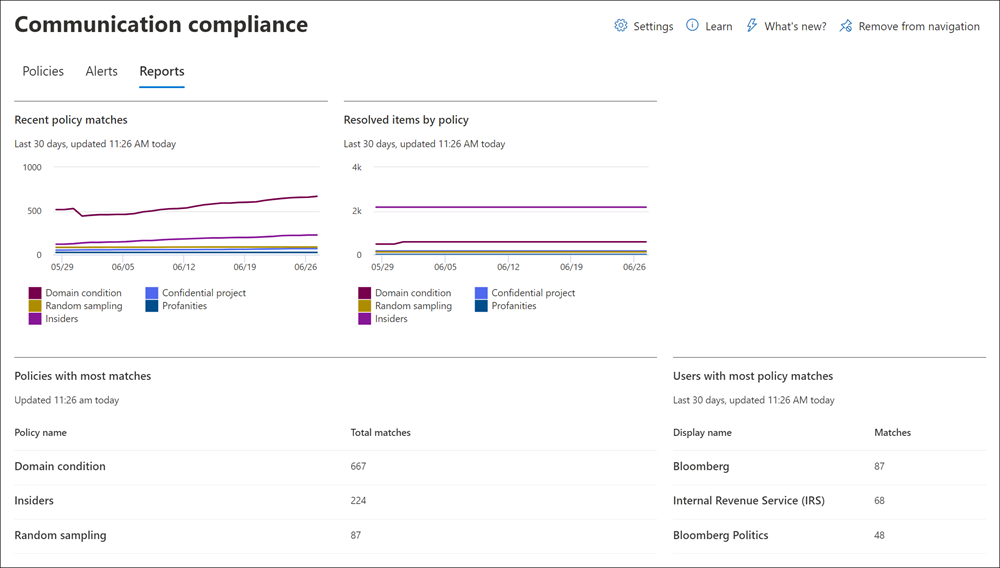 Communication compliance
Settings Learn What's new? Remove from navigation
Policies Alerts Reports
Recent policy matches
Last 30 days, updated 11:26 AM today
1000
500
0
05/29 06/05 06/12 06/19 06/26
Domain condition Confidential project
Random sampling Profanities
Insiders
Resolved items by policy
Last 30 days, updated 11:26 AM today
4k
2k
0
05/29 06/05 06/12 06/19 06/26
Domain condition Confidential project
Random sampling Profanities
Insiders
Policies with most matches
Updated 11:26 am today
Policy name Total matches
Domain condition 667
Insiders 224
Random sampling 87
Users with most policy matches
Last 30 days, updated 11:26 AM today
Display name Matches
Bloomberg 87
Internal Revenue Service (IRS) 68
Bloomberg Politics 48